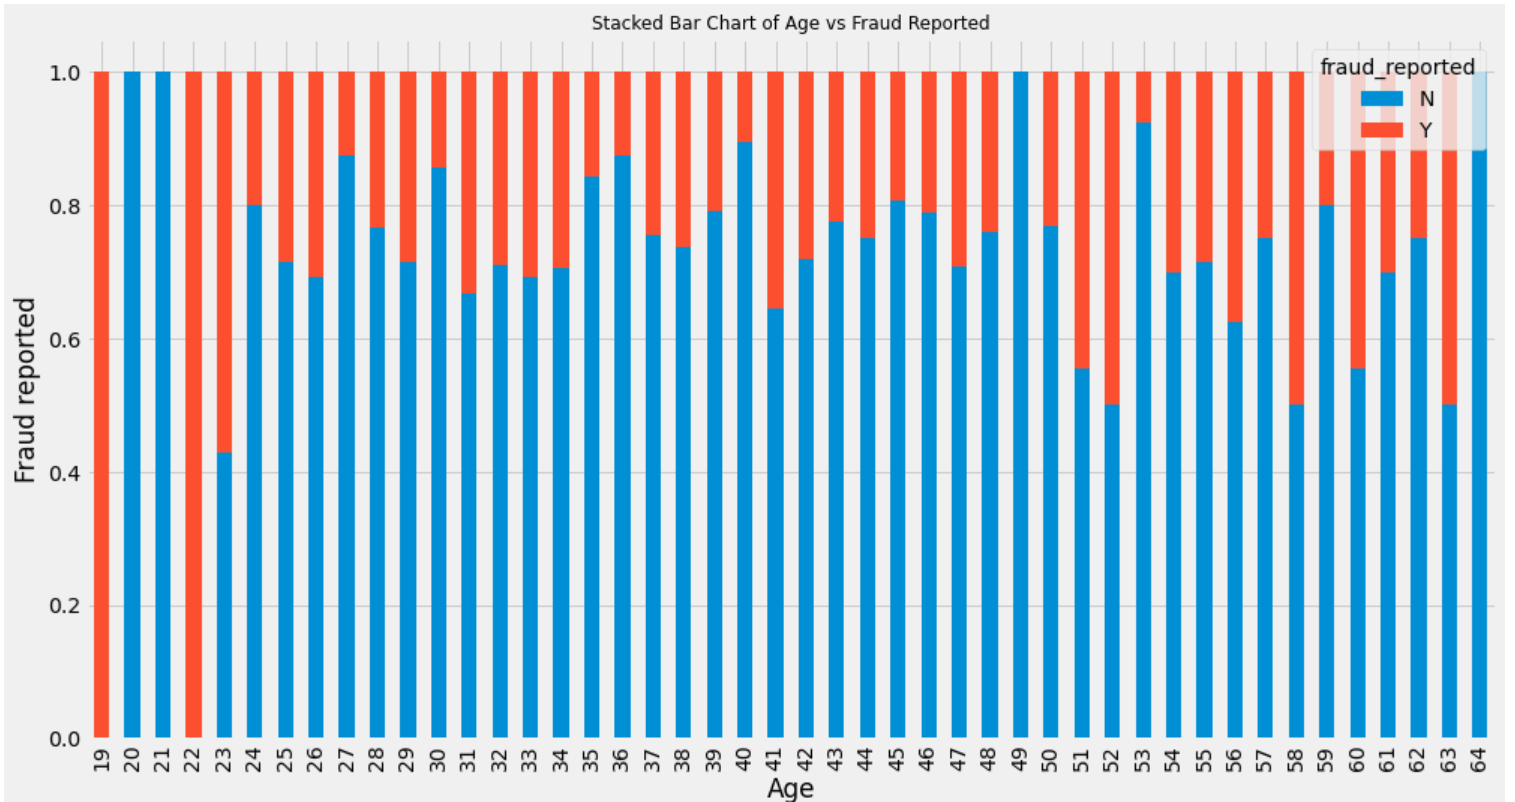 Stacked Bar Chart of Age vs Fraud Reported
fraud_reported
N
Y
1.0
0.8
0.6
0.4
0.2
0.0
Fraud reported
19 20 21 22 23 24 25 26 27 28 29 30 31 32 33 34 35 36 37 38 39 40 41 42 43 44 45 46 47 48 49 50 51 52 53 54 55 56 57 58 59 60 61 62 63 64
Age